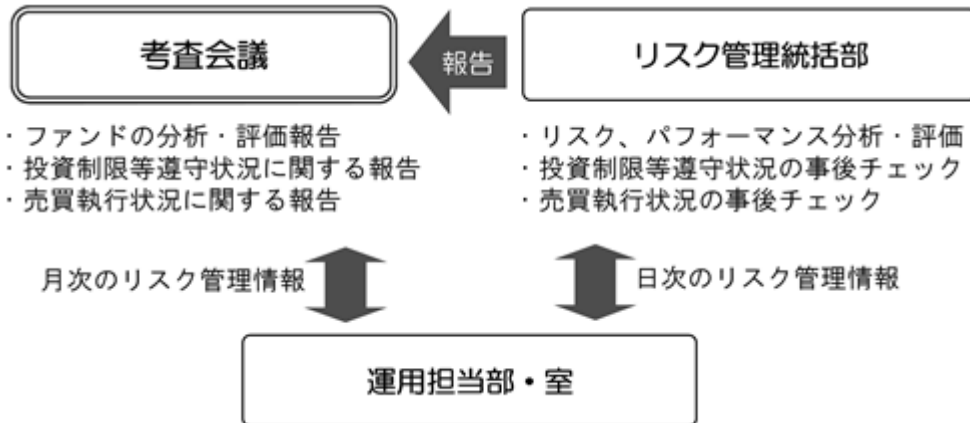 考査会議
報告
リスク管理統括部
・ファンドの分析・評価報告
・投資制限等遵守状況に関する報告
・売買執行状況に関する報告
・リスク、パフォーマンス分析・評価
・投資制限等遵守状況の事後チェック
・売買執行状況の事後チェック
月次のリスク管理情報
日次のリスク管理情報
運用担当部・室